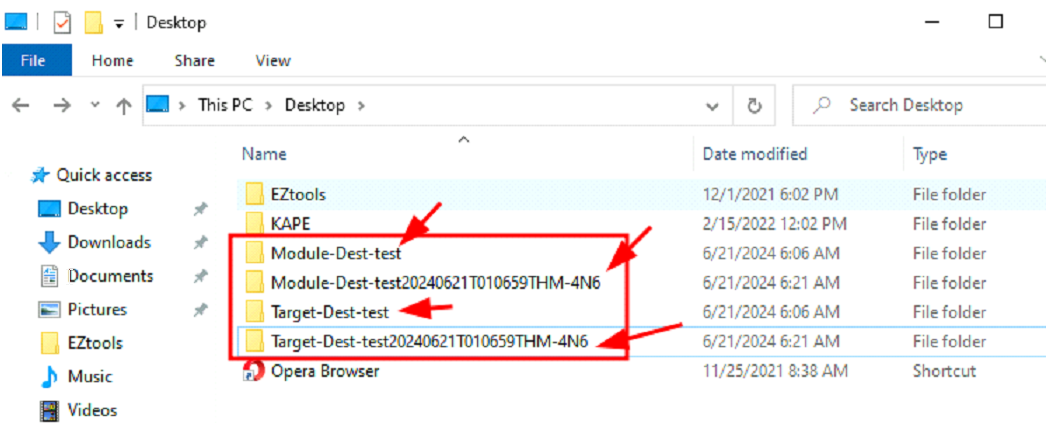 Desktop
File Home Share View
This PC Desktop Search Desktop
Name Date modified Type
Quick access
EZtools 12/1/2021 6:02 PM File folder
Desktop
KAPE 2/15/2022 12:02 PM File folder
Downloads
Module-Dest-test 6/21/2024 6:06 AM File folder
Documents
Module-Dest-test20240621T010659THM-4N6 6/21/2024 6:21 AM File folder
Pictures
Target-Dest-test 6/21/2024 6:06 AM File folder
EZtools
Target-Dest-test20240621T010659THM-4N6 6/21/2024 6:21 AM File folder
Music
Opera Browser 11/25/2021 8:38 AM Shortcut
Videos